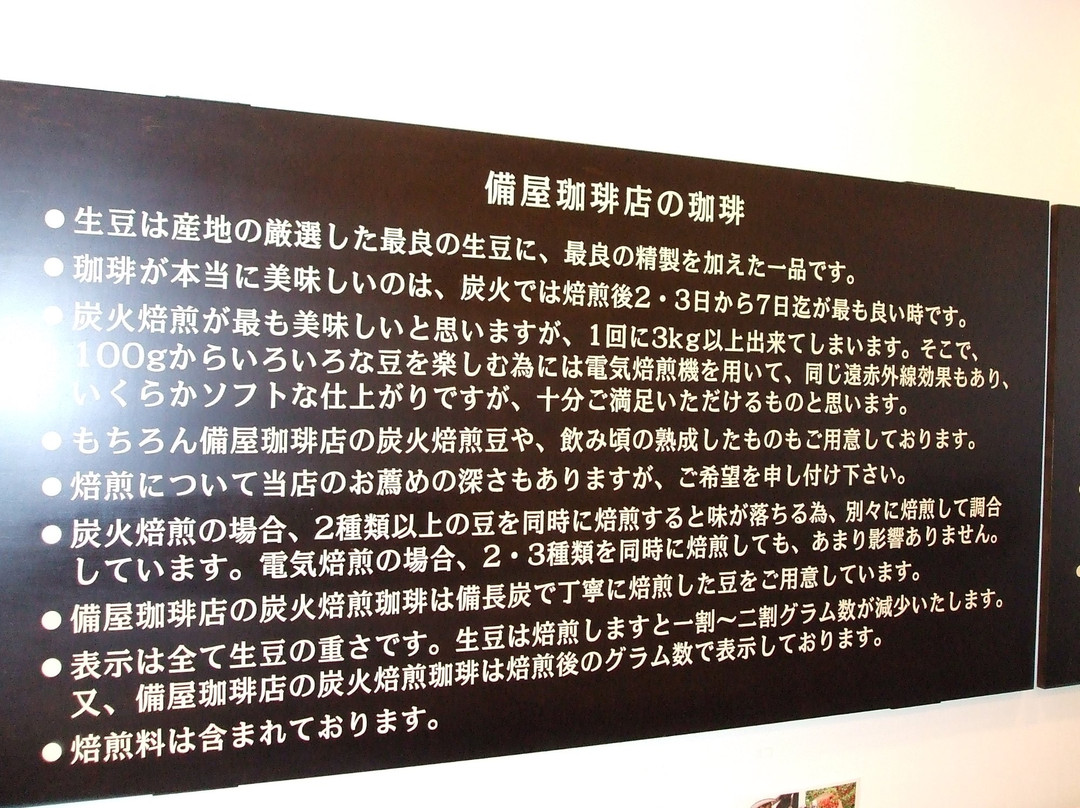 備屋珈琲店の珈琲
●生豆は産地の厳選した最良の生豆に、最良の精製を加えた一品です。
●珈琲が本当に美味しいのは、炭火では焙煎後2・3日から7日迄が最も良い時です。
●炭火焙煎が最も美味しいと思いますが、1回に3kg以上出来てしまいます。そこで、
100gからいろいろな豆を楽しむ為には電気焙煎機を用いて、同じ遠赤外線効果もあり、
いくらかソフトな仕上がりですが、十分ご満足いただけるものと思います。
●もちろん備屋珈琲店の炭火焙煎豆や、飲み頃の熟成したものもご用意しております。
●焙煎について当店のお薦めの深さもありますが、ご希望を申し付け下さい。
●炭火焙煎の場合、2種類以上の豆を同時に焙煎すると味が落ちる為、別々に焙煎して調合
しています。電気焙煎の場合、2・3種類を同時に焙煎しても、あまり影響ありません。
●備屋珈琲店の炭火焙煎珈琲は備長炭で丁寧に焙煎した豆をご用意しています。
●表示は全て生豆の重さです。生豆は焙煎しますと一割～二割グラム数が減少いたします。
又、備屋珈琲店の炭火焙煎珈琲は焙煎後のグラム数で表示しております。
●焙煎料は含まれております。